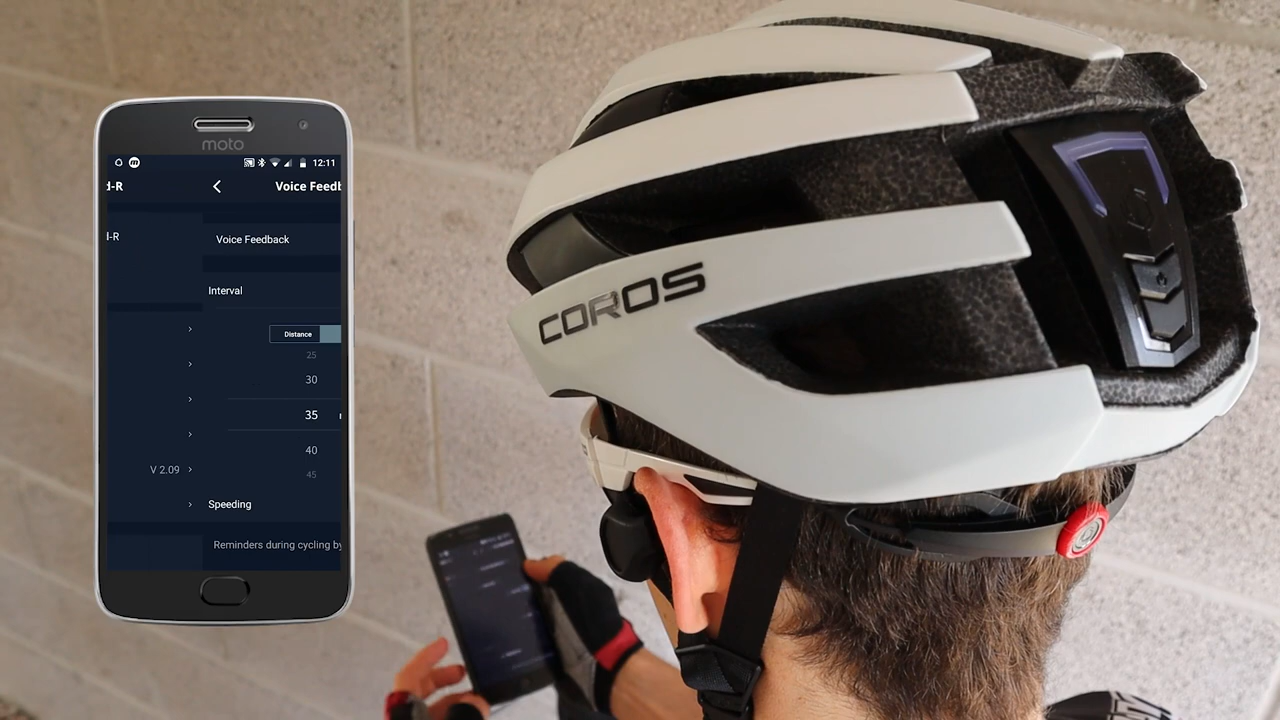 moto
12:11
d-R
Voice Feedb
d-R
Voice Feedback
Interval
Distance
25
30
35
40
45
V 2.09
Speeding
Reminders during cycling by
COROS